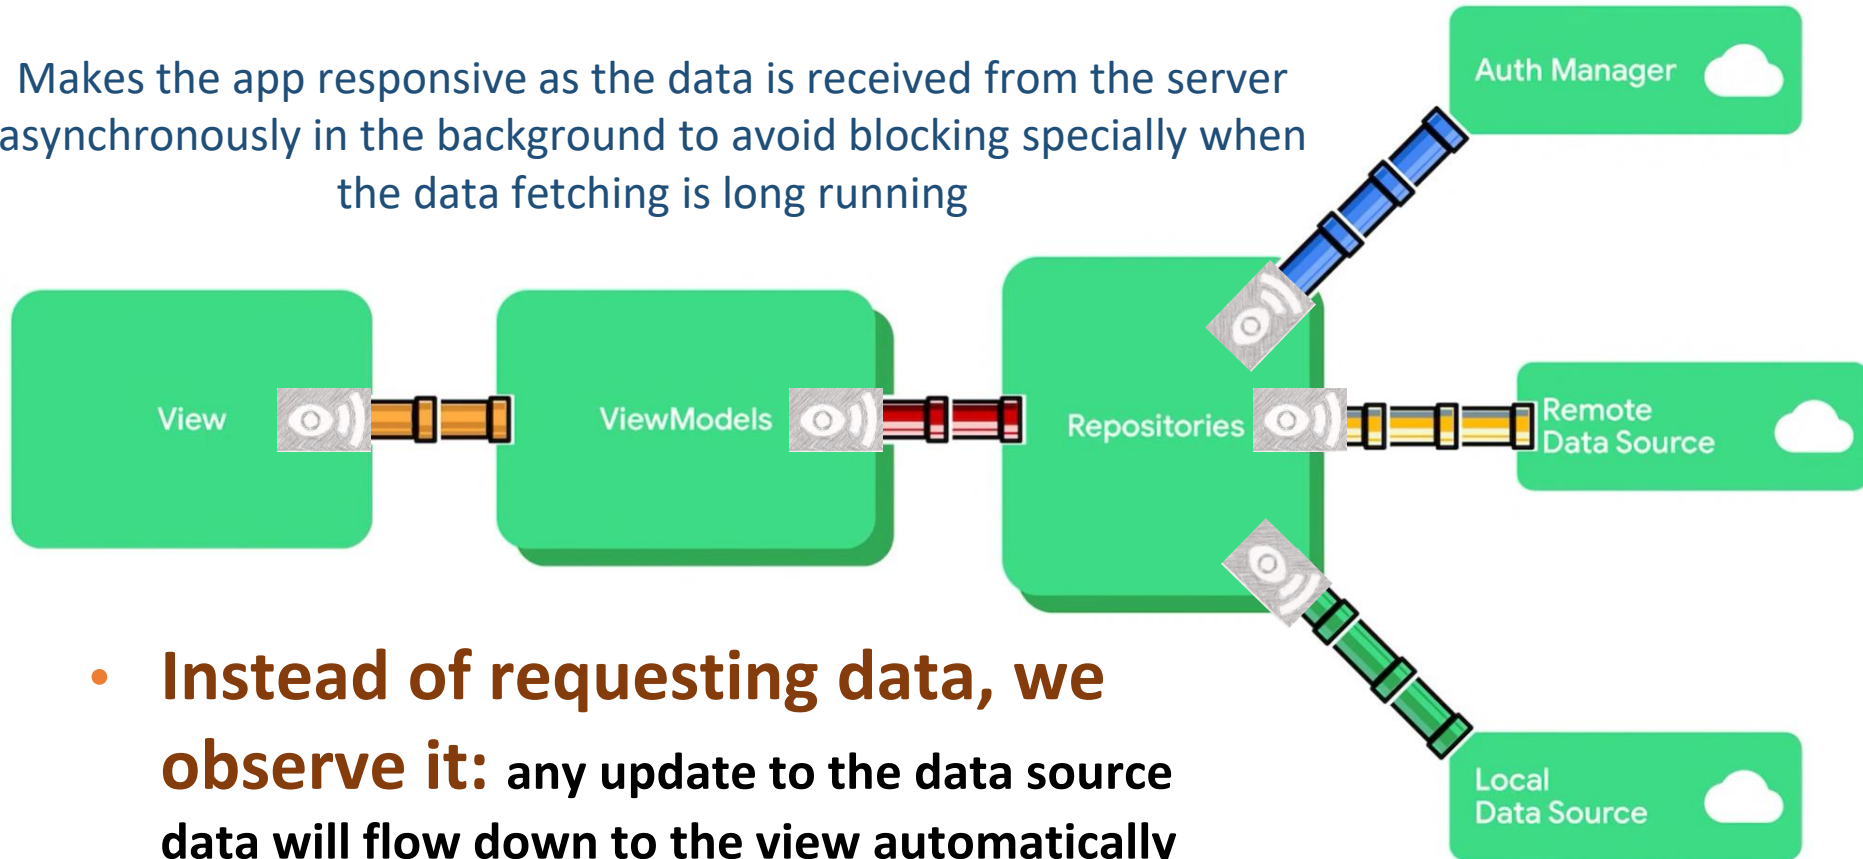 Makes the app responsive as the data is received from the server
asynchronously in the background to avoid blocking specially when
the data fetching is long running
Auth Manager
View
ViewModels
Repositories
Remote
Data Source
Local
Data Source
• Instead of requesting data, we
observe it: any update to the data source
data will flow down to the view automatically